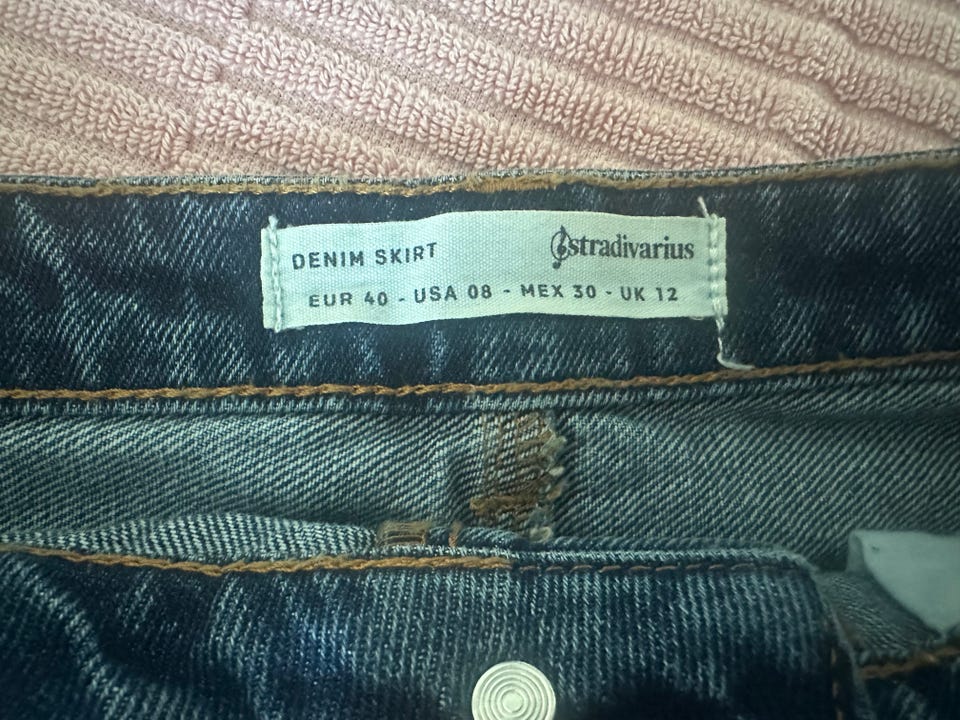 DENIM SKIRT stradivarius
EUR 40 - USA 08 - MEX 30 - UK 12